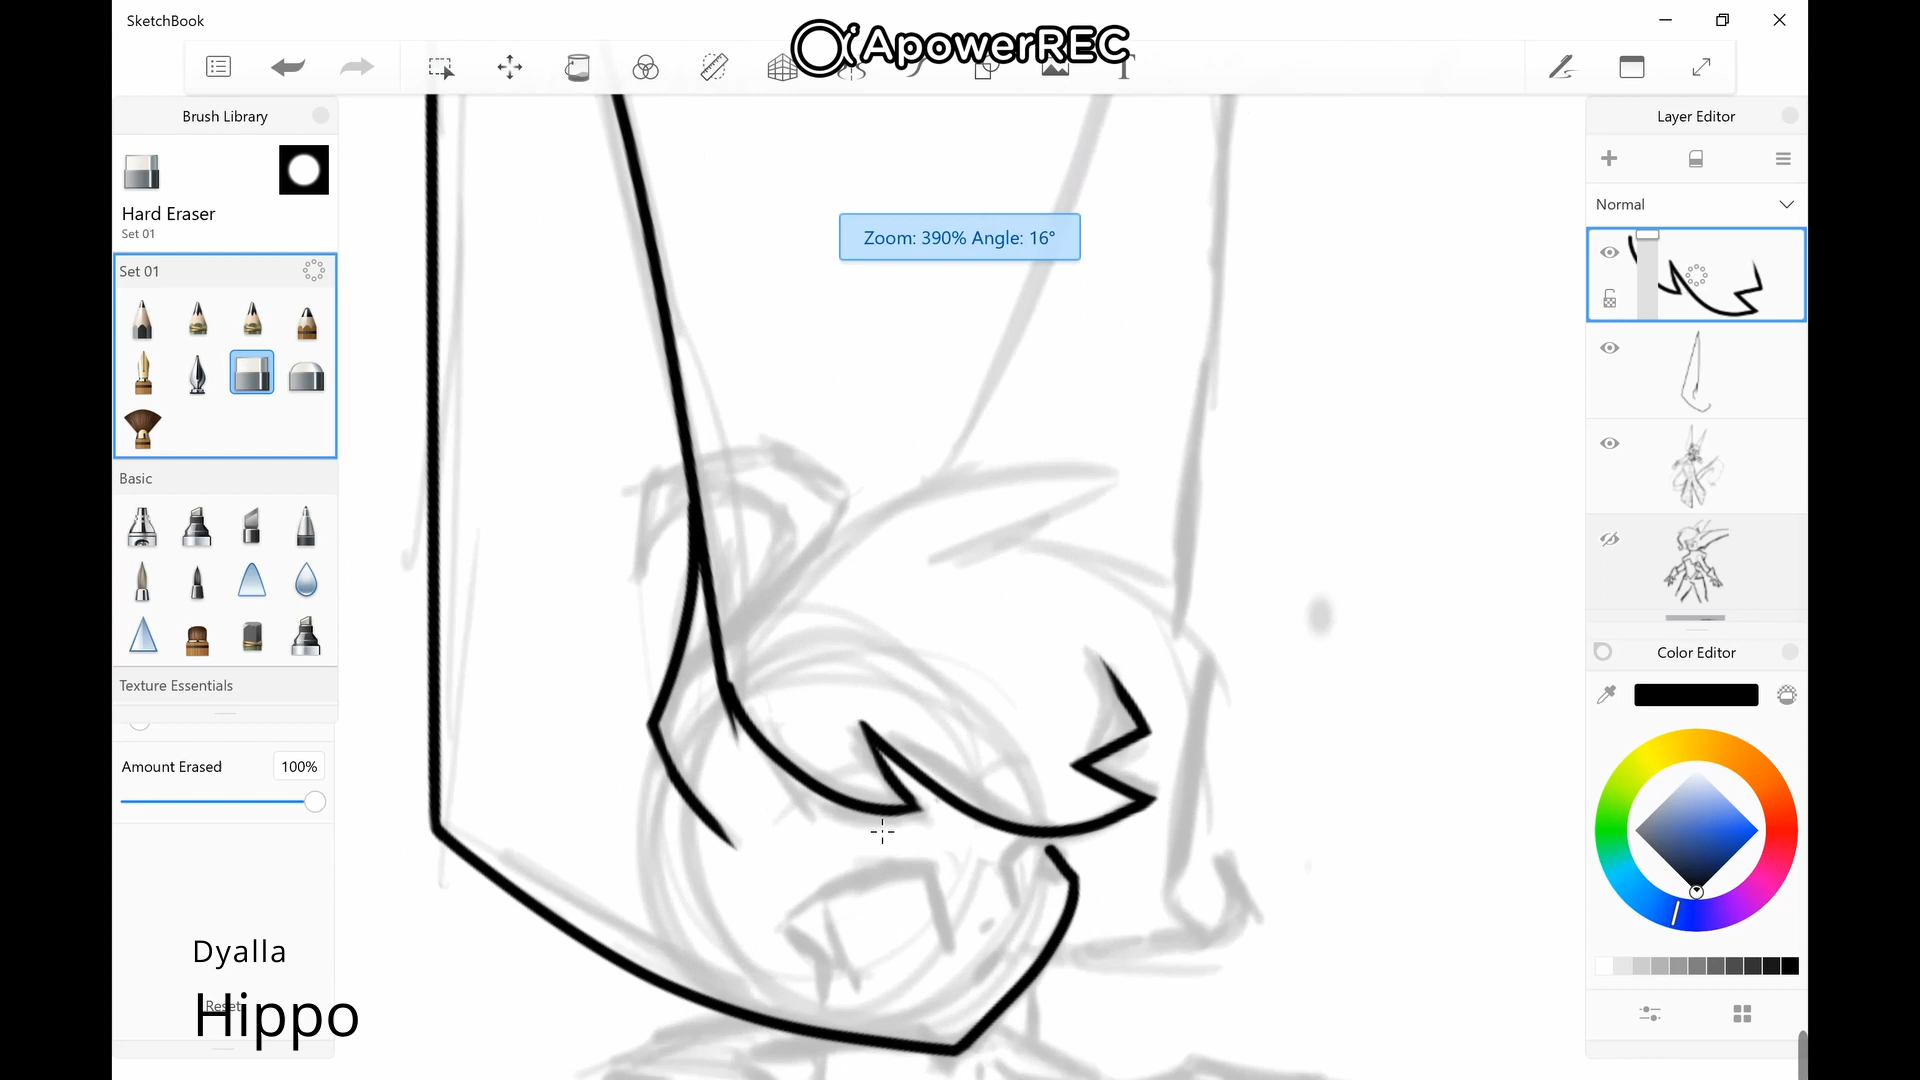 SketchBook
ApowerREC
T
Brush Library
Layer Editor
Hard Eraser
Set 01
Normal
Zoom: 390% Angle: 16°
Set 01
Basic
Color Editor
Texture Essentials
Amount Erased
100%
Dyalla
Reset
Hippo